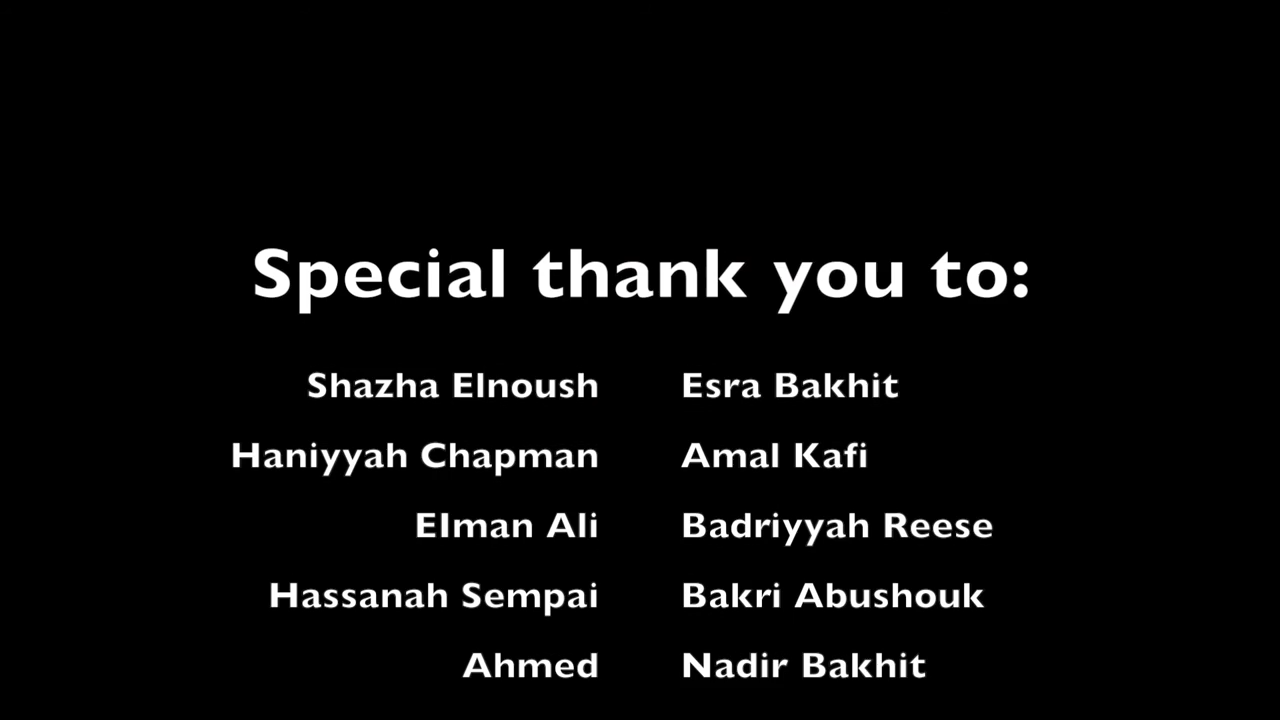 Special thank you to:
Shazha Elnoush Esra Bakhit
Haniyyah Chapman Amal Kafi
EIman Ali Badriyyah Reese
Hassanah Sempai Bakri Abushouk
Ahmed Nadir Bakhit